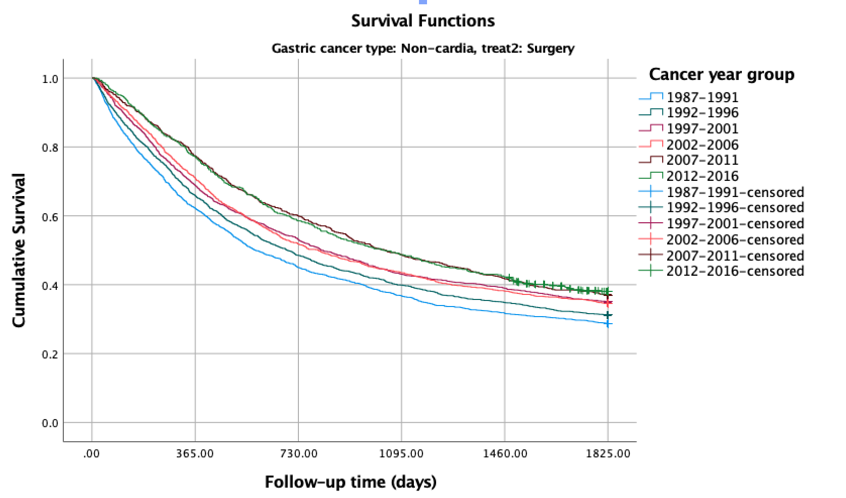 Survival Functions
Gastric cancer type: Non-cardia, treat2: Surgery
Cancer year group
1987-1991
1992-1996
1997-2001
2002-2006
2007-2011
2012-2016
1987-1991-censored
1992-1996-censored
1997-2001-censored
2002-2006-censored
2007-2011-censored
2012-2016-censored
Cumulative Survival
1.0
0.8
0.6
0.4
0.2
0.0
.00 365.00 730.00 1095.00 1460.00 1825.00
Follow-up time (days)